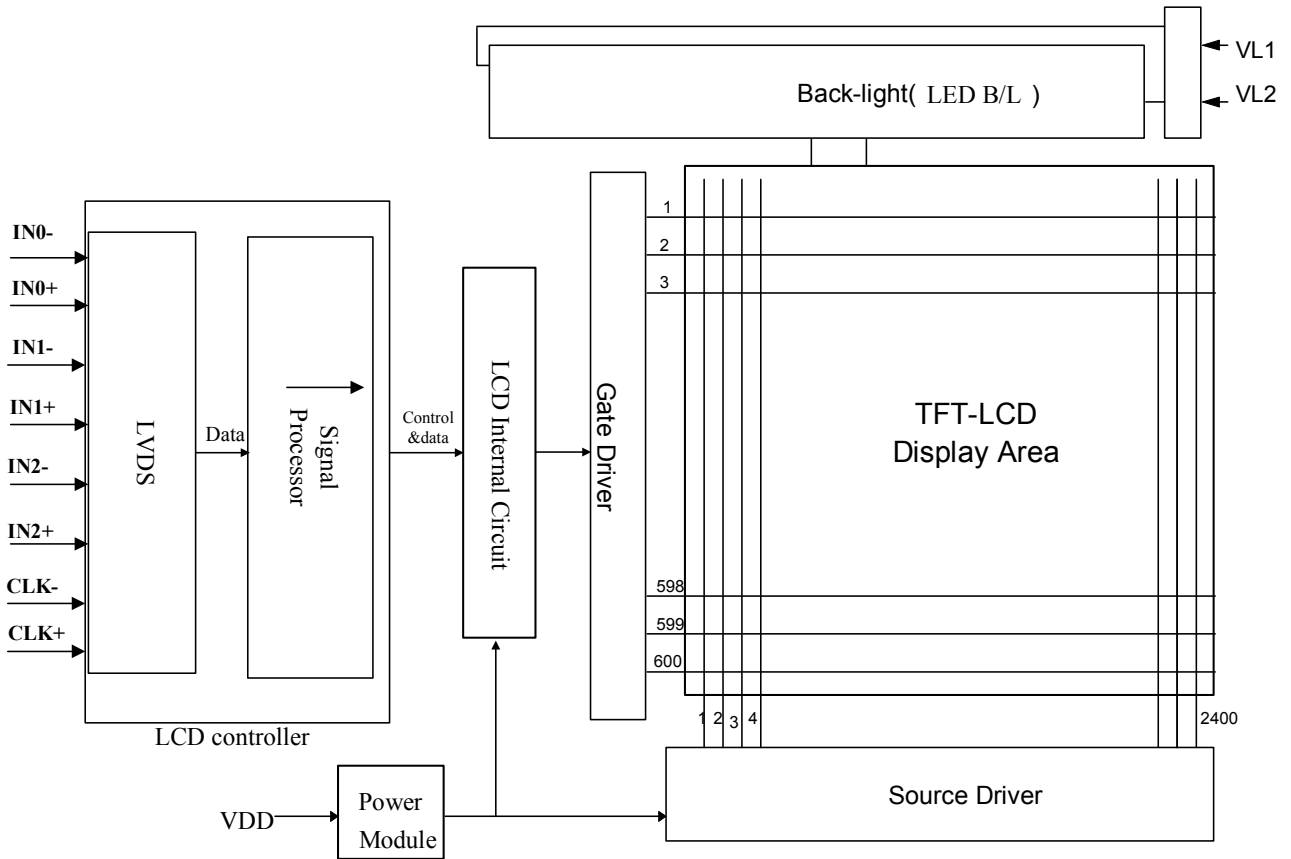 VL1
Back-light( LED B/L )
VL2
1
2
3
IN0-
IN0+
IN1-
IN1+
IN2-
IN2+
CLK-
CLK+
LVDS
Data
Signal
Processor
Control
&data
LCD Internal Circuit
Gate Driver
TFT-LCD
Display Area
598
599
600
1 2 3 4 2400
LCD controller
Source Driver
VDD
Power
Module